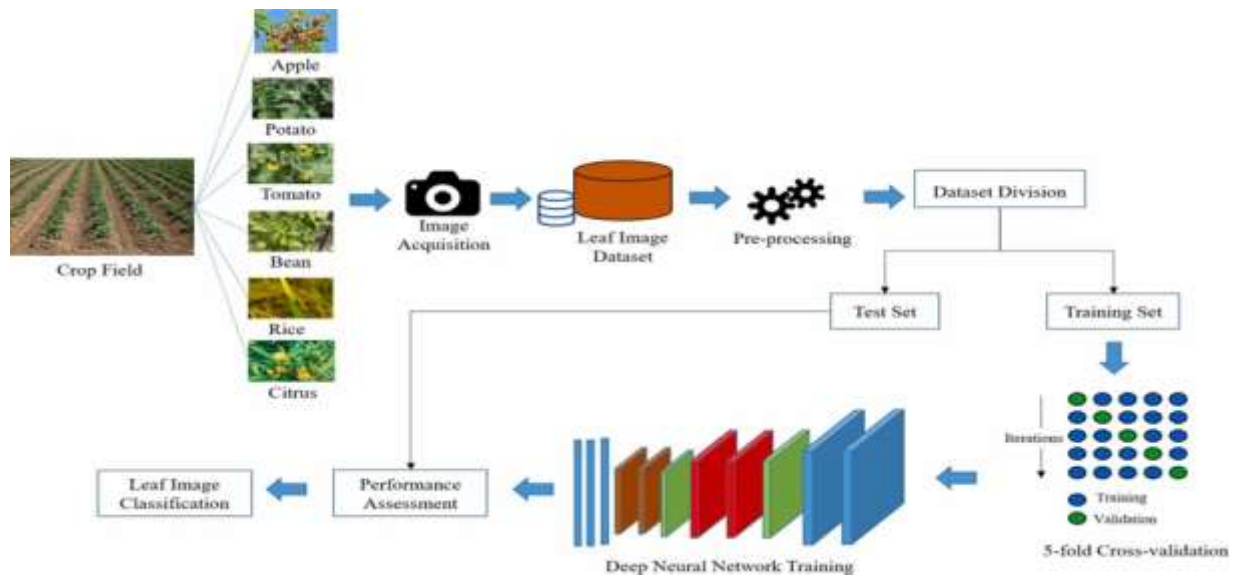 Apple
Potato
Tomato
Bean
Rice
Citrus
Crop Field
Image
Acquisition
Leaf Image
Dataset
Pre-processing
Dataset Division
Test Set
Training Set
Iterations
Training
Validation
5-fold Cross-validation
Deep Neural Network Training
Performance
Assessment
Leaf Image
Classification